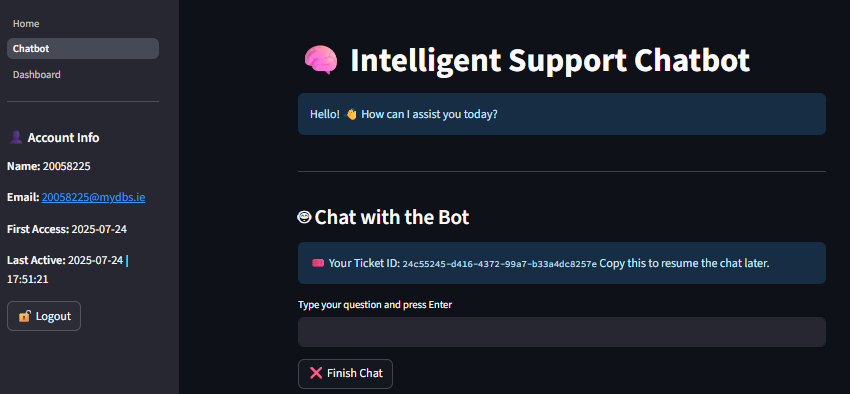 Home
Chatbot
Dashboard
Account Info
Name: 20058225
Email: 20058225@mydbs.ie
First Access: 2025-07-24
Last Active: 2025-07-24 |
17:51:21
Logout
Intelligent Support Chatbot
Hello! 👋 How can I assist you today?
Chat with the Bot
Your Ticket ID: 24c55245-d416-4372-99a7-b33a4dc8257e Copy this to resume the chat later.
Type your question and press Enter
Finish Chat